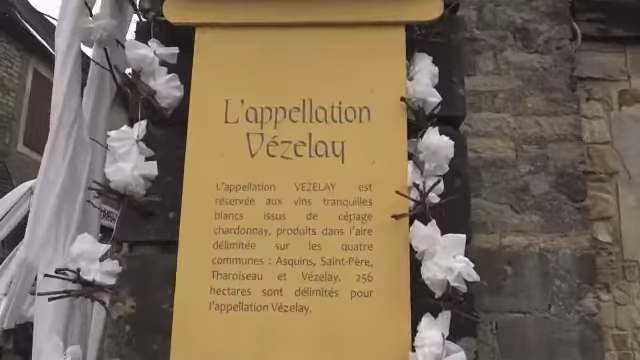 L'appellation
Vézelay
L'appellation VEZELAY est
réservée aux vins tranquilles
blancs issus de cépage
chardonnay, produits dans l'aire
délimitée sur les quatre
communes : Asquins, Saint-Père,
Tharoiseau et Vézelay. 256
hectares sont délimités pour
l'appellation Vézelay.